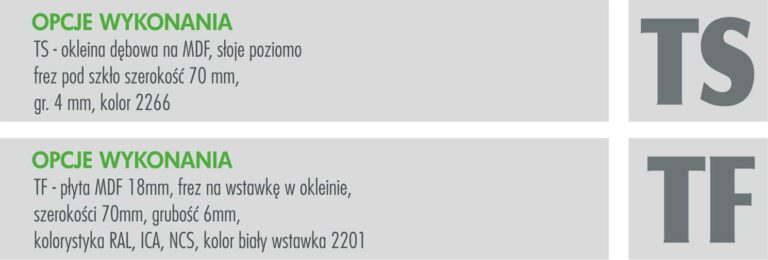 OPCJE WYKONANIA
TS - okleina dębowa na MDF, słoje poziomo
frez pod szkło szerokość 70 mm,
gr. 4 mm, kolor 2266
TS
OPCJE WYKONANIA
TF - płyta MDF 18mm, frez na wstawkę w okleinie,
szerokości 70mm, grubość 6mm,
kolorystyka RAL, ICA, NCS, kolor biały wstawka 2201
TF